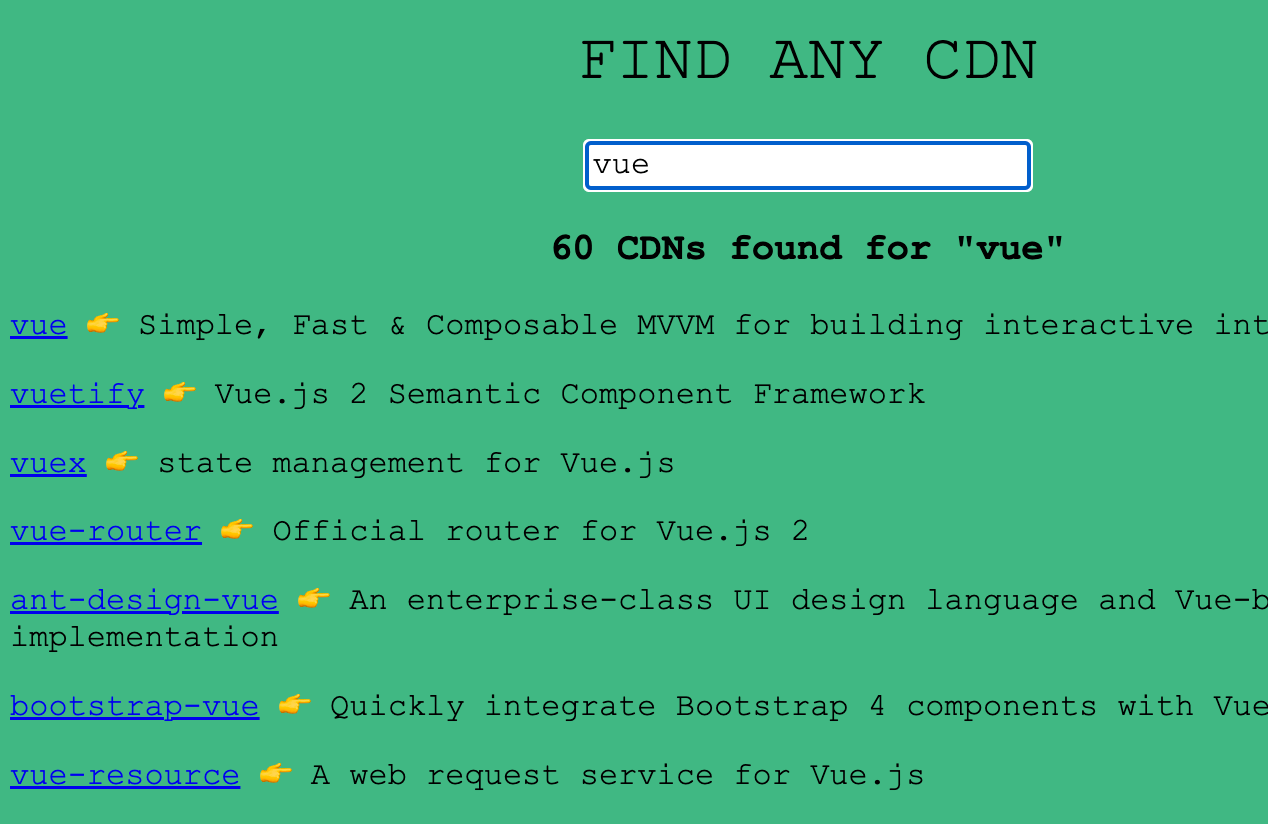 FIND ANY CDN
vue
60 CDNs found for "vue"
vue 👉 Simple, Fast & Composable MVVM for building interactive int
vuetify 👉 Vue.js 2 Semantic Component Framework
vuex 👉 state management for Vue.js
vue-router 👉 Official router for Vue.js 2
ant-design-vue 👉 An enterprise-class UI design language and Vue-b
implementation
bootstrap-vue 👉 Quickly integrate Bootstrap 4 components with Vue
vue-resource 👉 A web request service for Vue.js